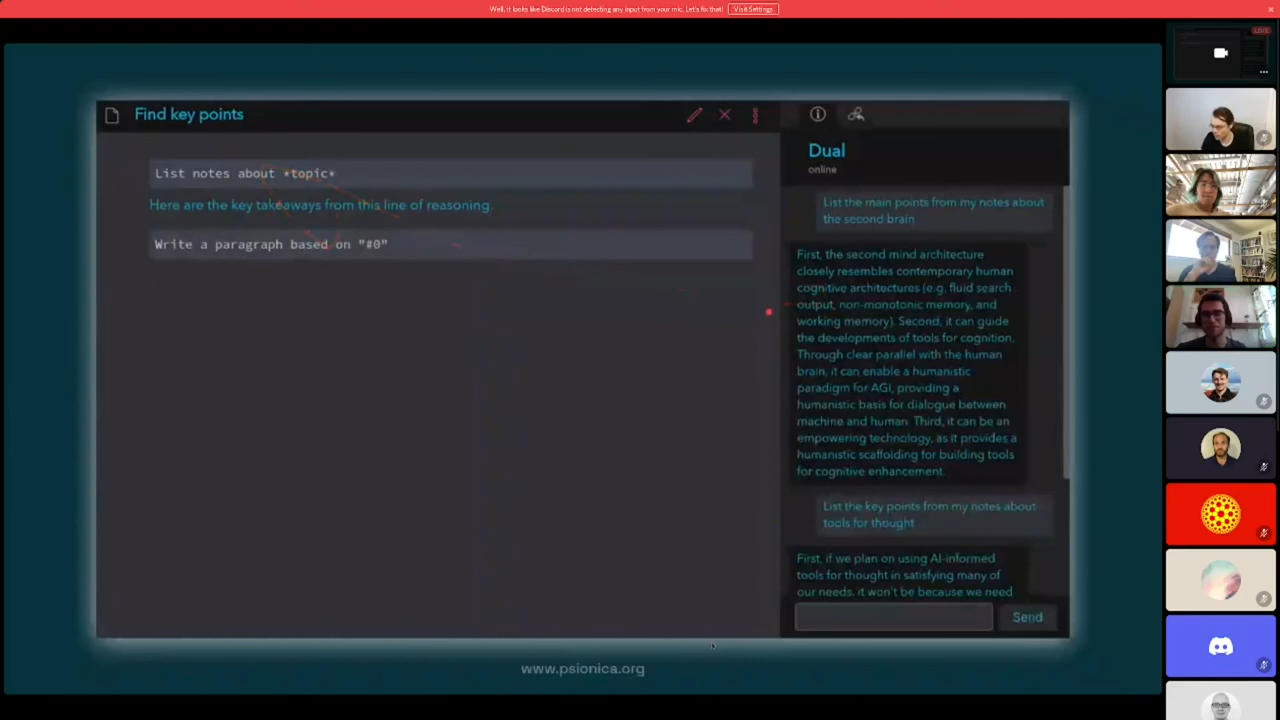 Well, it looks like Discord is not detecting any input from your mic. Let's fix that!
Visit Settings
LIVE
Find key points
List notes about *topic*
Here are the key takeaways from this line of reasoning.
Write a paragraph based on "#0"
Dual
online
List the main points from my notes about
the second brain
First, the second mind architecture
closely resembles contemporary human
cognitive architectures (e.g. fluid search
output, non-monotonic memory, and
working memory). Second, it can guide
the developments of tools for cognition.
Through clear parallel with the human
brain, it can enable a humanistic
paradigm for AGI, providing a
humanistic basis for dialogue between
machine and human. Third, it can be an
empowering technology, as it provides a
humanistic scaffolding for building tools
for cognitive enhancement.
List the key points from my notes about
tools for thought
First, if we plan on using AI-informed
tools for thought in satisfying many of
our needs, it won't be because we need
Send
www.psionica.org